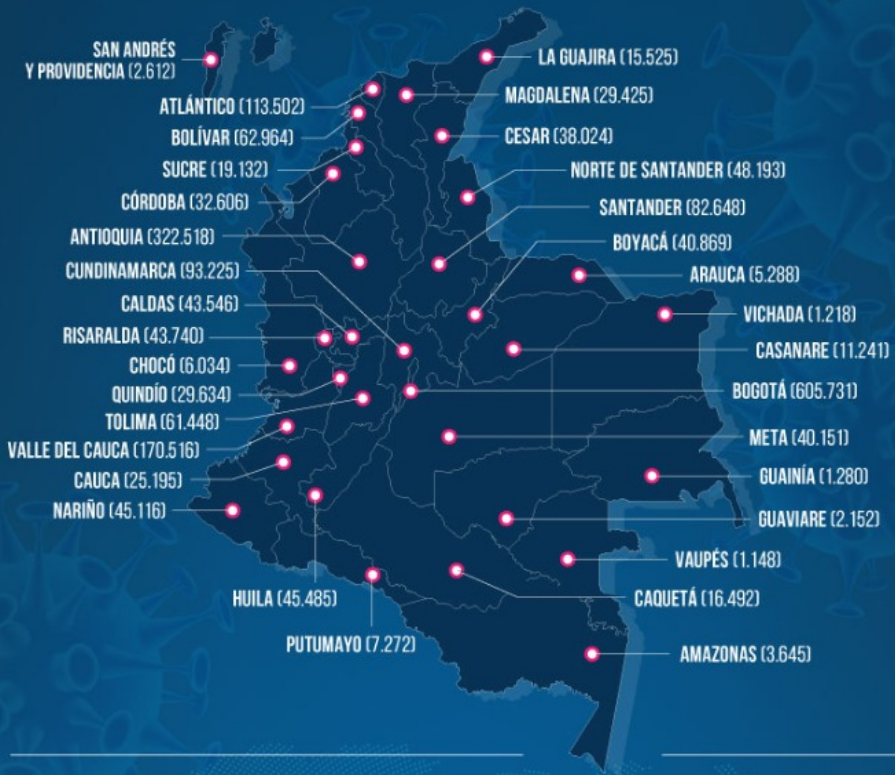 SAN ANDRÉS
Y PROVIDENCIA (2.612)
ATLÁNTICO (113.502)
BOLÍVAR (62.964)
SUCRE (19.132)
CÓRDOBA (32.606)
ANTIOQUIA (322.518)
CUNDINAMARCA (93.225)
CALDAS (43.546)
RISARALDA (43.740)
CHOCÓ (6.034)
QUINDÍO (29.634)
TOLIMA (61.448)
VALLE DEL CAUCA (170.516)
CAUCA (25.195)
NARIÑO (45.116)
HUILA (45.485)
PUTUMAYO (7.272)
LA GUAJIRA (15.525)
MAGDALENA (29.425)
CESAR (38.024)
NORTE DE SANTANDER (48.193)
SANTANDER (82.648)
BOYACÁ (40.869)
ARAUCA (5.288)
VICHADA (1.218)
CASANARE (11.241)
BOGOTÁ (605.731)
META (40.151)
GUAINÍA (1.280)
GUAVIARE (2.152)
VAUPÉS (1.148)
CAQUETÁ (16.492)
AMAZONAS (3.645)